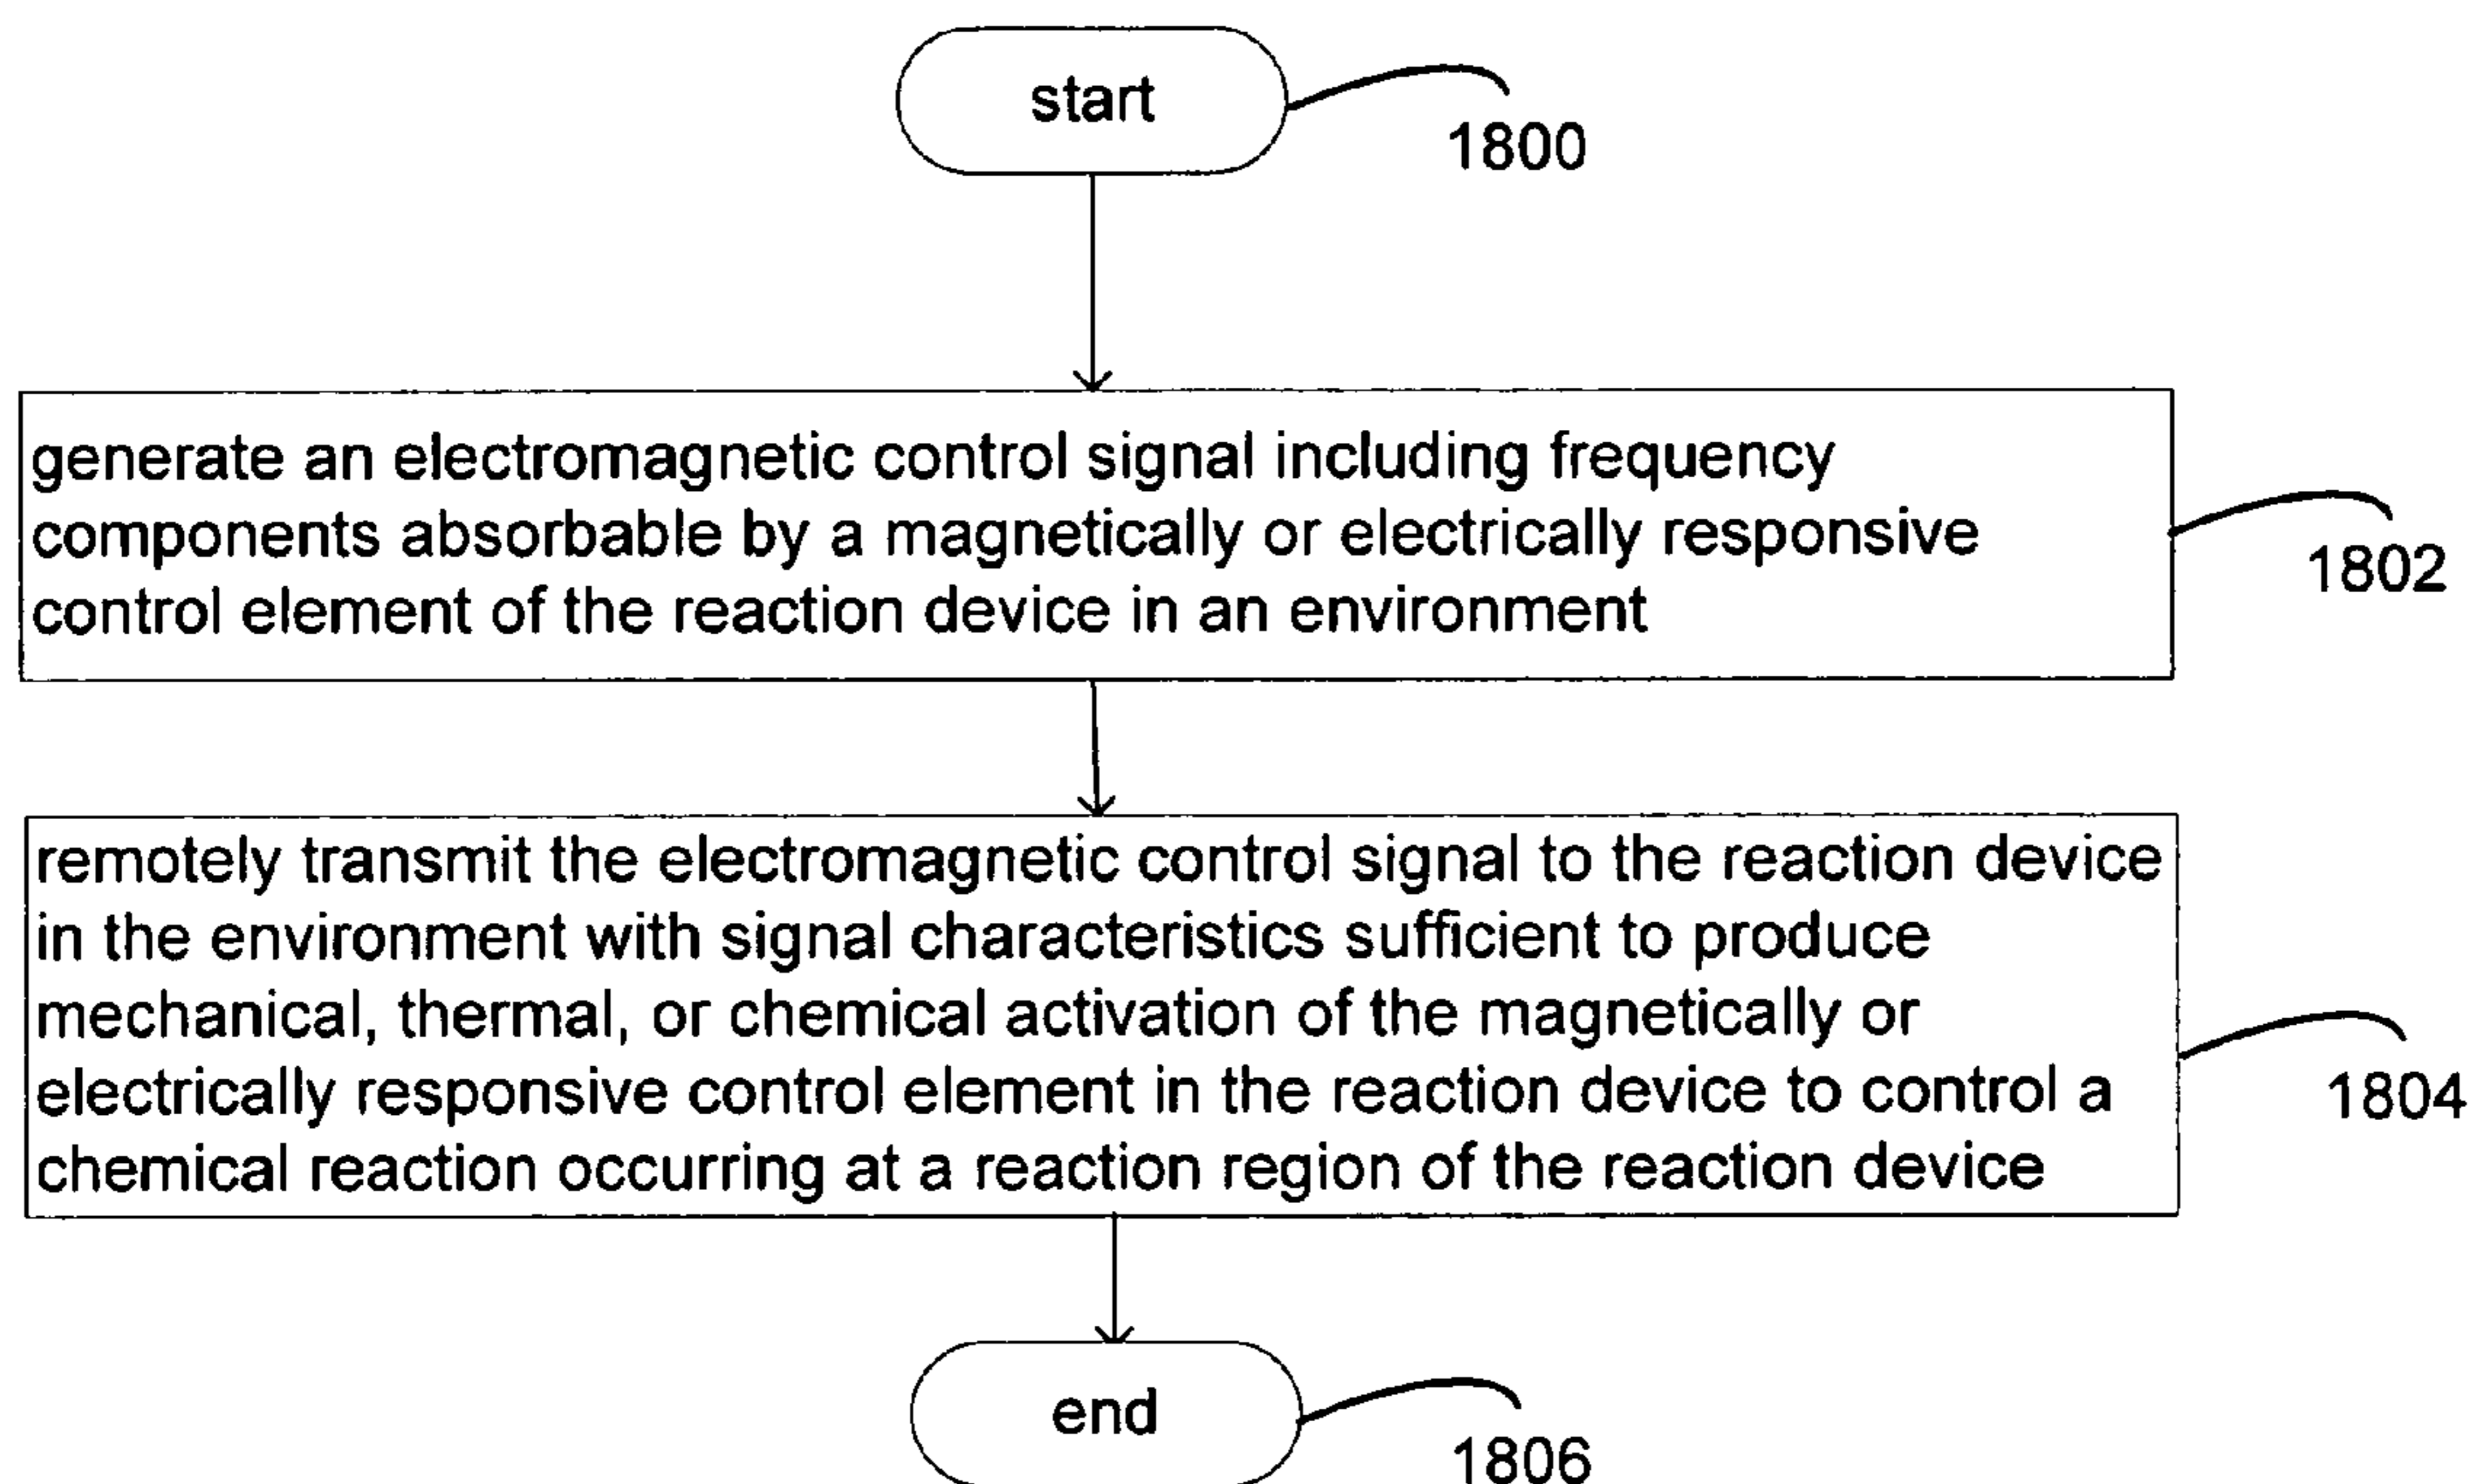 start
1800
generate an electromagnetic control signal including frequency
components absorbable by a magnetically or electrically responsive
control element of the reaction device in an environment
1802
remotely transmit the electromagnetic control signal to the reaction device
in the environment with signal characteristics sufficient to produce
mechanical, thermal, or chemical activation of the magnetically or
electrically responsive control element in the reaction device to control a
chemical reaction occurring at a reaction region of the reaction device
1804
end
1806